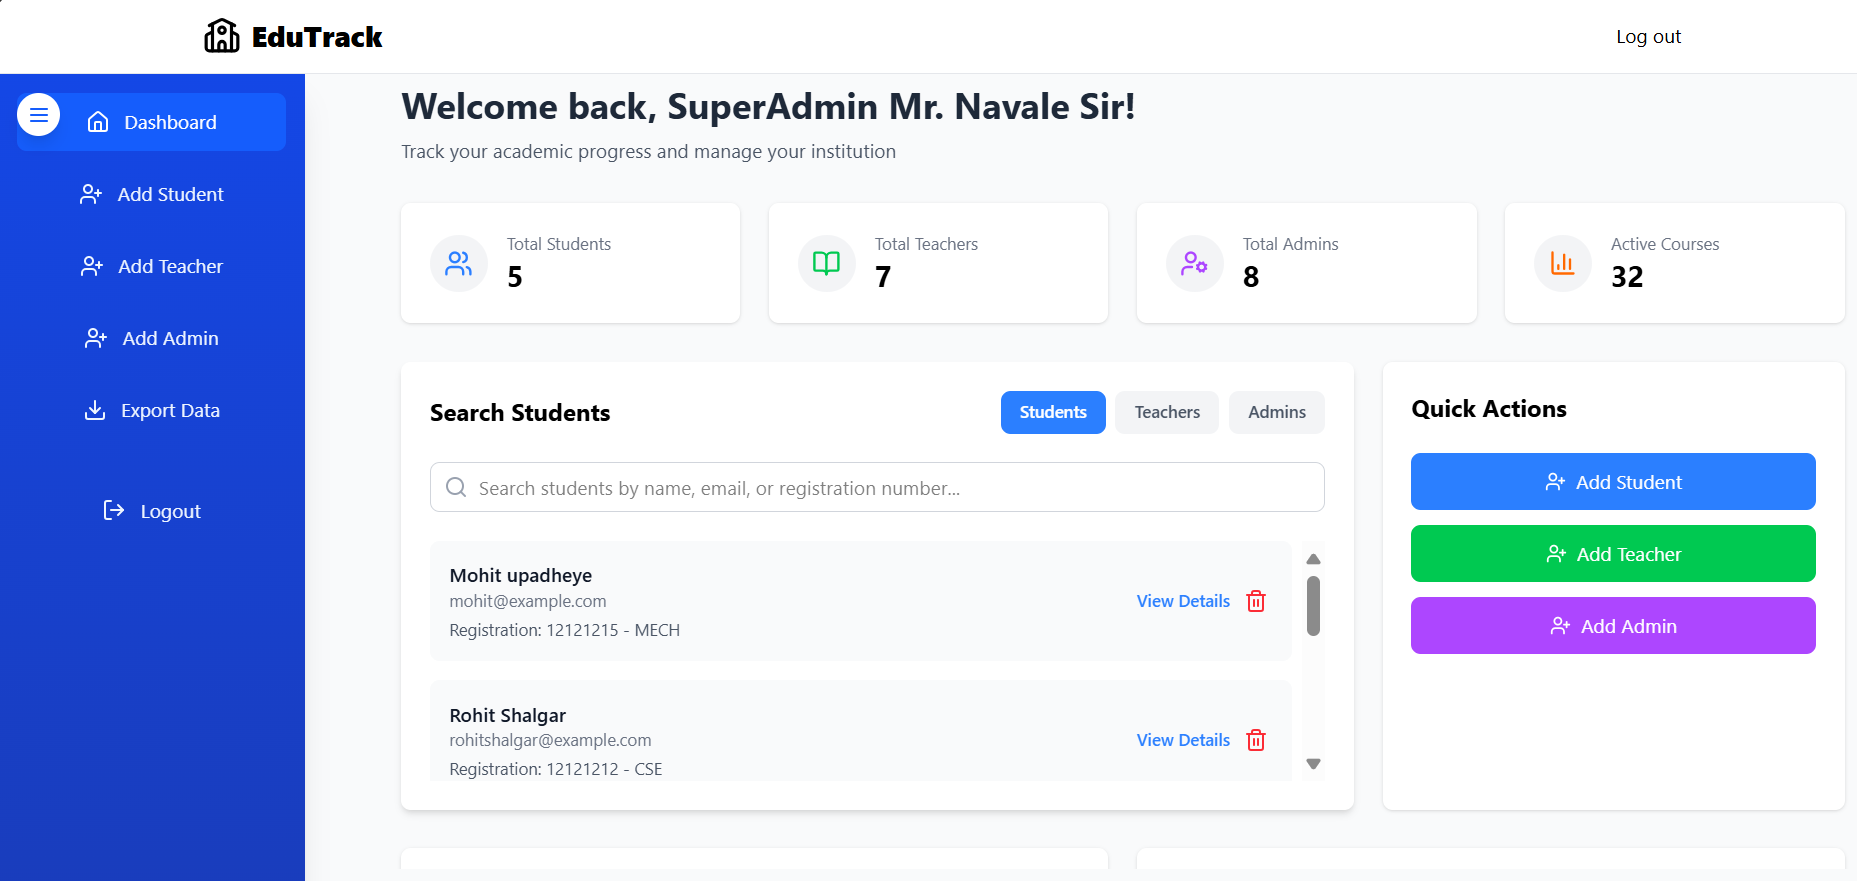 EduTrack
Log out
Dashboard
Add Student
Add Teacher
Add Admin
Export Data
Logout
Welcome back, SuperAdmin Mr. Navale Sir!
Track your academic progress and manage your institution
Total Students
5
Total Teachers
7
Total Admins
8
Active Courses
32
Search Students
Students
Teachers
Admins
Search students by name, email, or registration number...
Mohit upadheye
mohit@example.com
Registration: 12121215 - MECH
View Details
Rohit Shalgar
rohitshalgar@example.com
Registration: 12121212 - CSE
View Details
Quick Actions
Add Student
Add Teacher
Add Admin